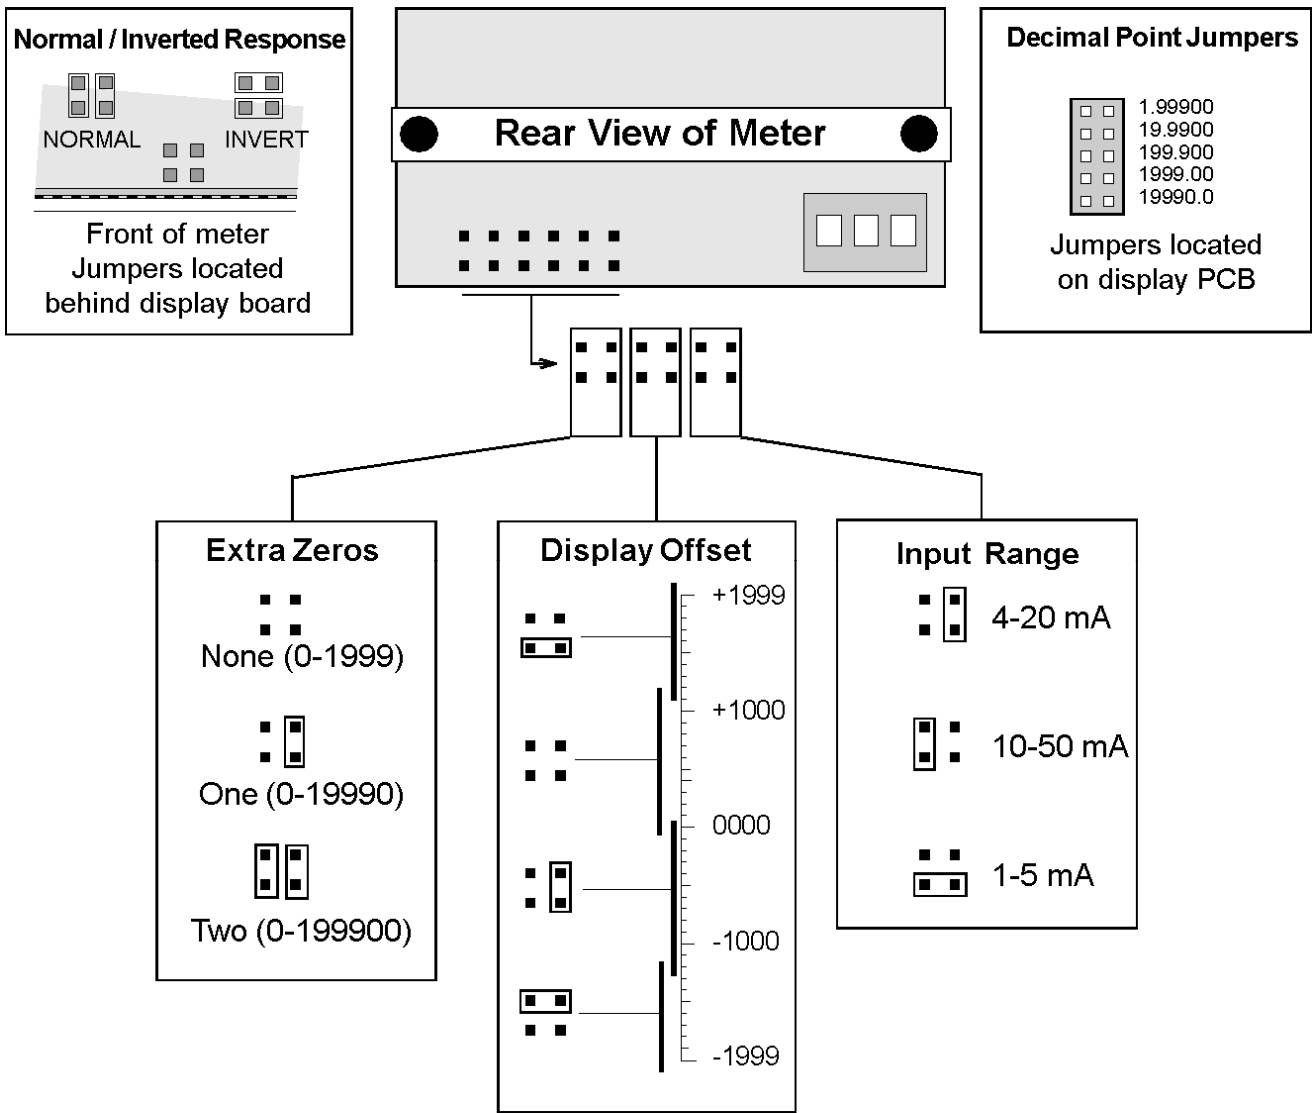 Normal / Inverted Response
NORMAL
INVERT
Front of meter
Jumpers located
behind display board
Rear View of Meter
Decimal Point Jumpers
1.99900
19.9900
199.900
1999.00
19990.0
Jumpers located
on display PCB
Extra Zeros
None (0-1999)
One (0-19990)
Two (0-199900)
Display Offset
+1999
+1000
0000
-1000
-1999
Input Range
4-20 mA
10-50 mA
1-5 mA